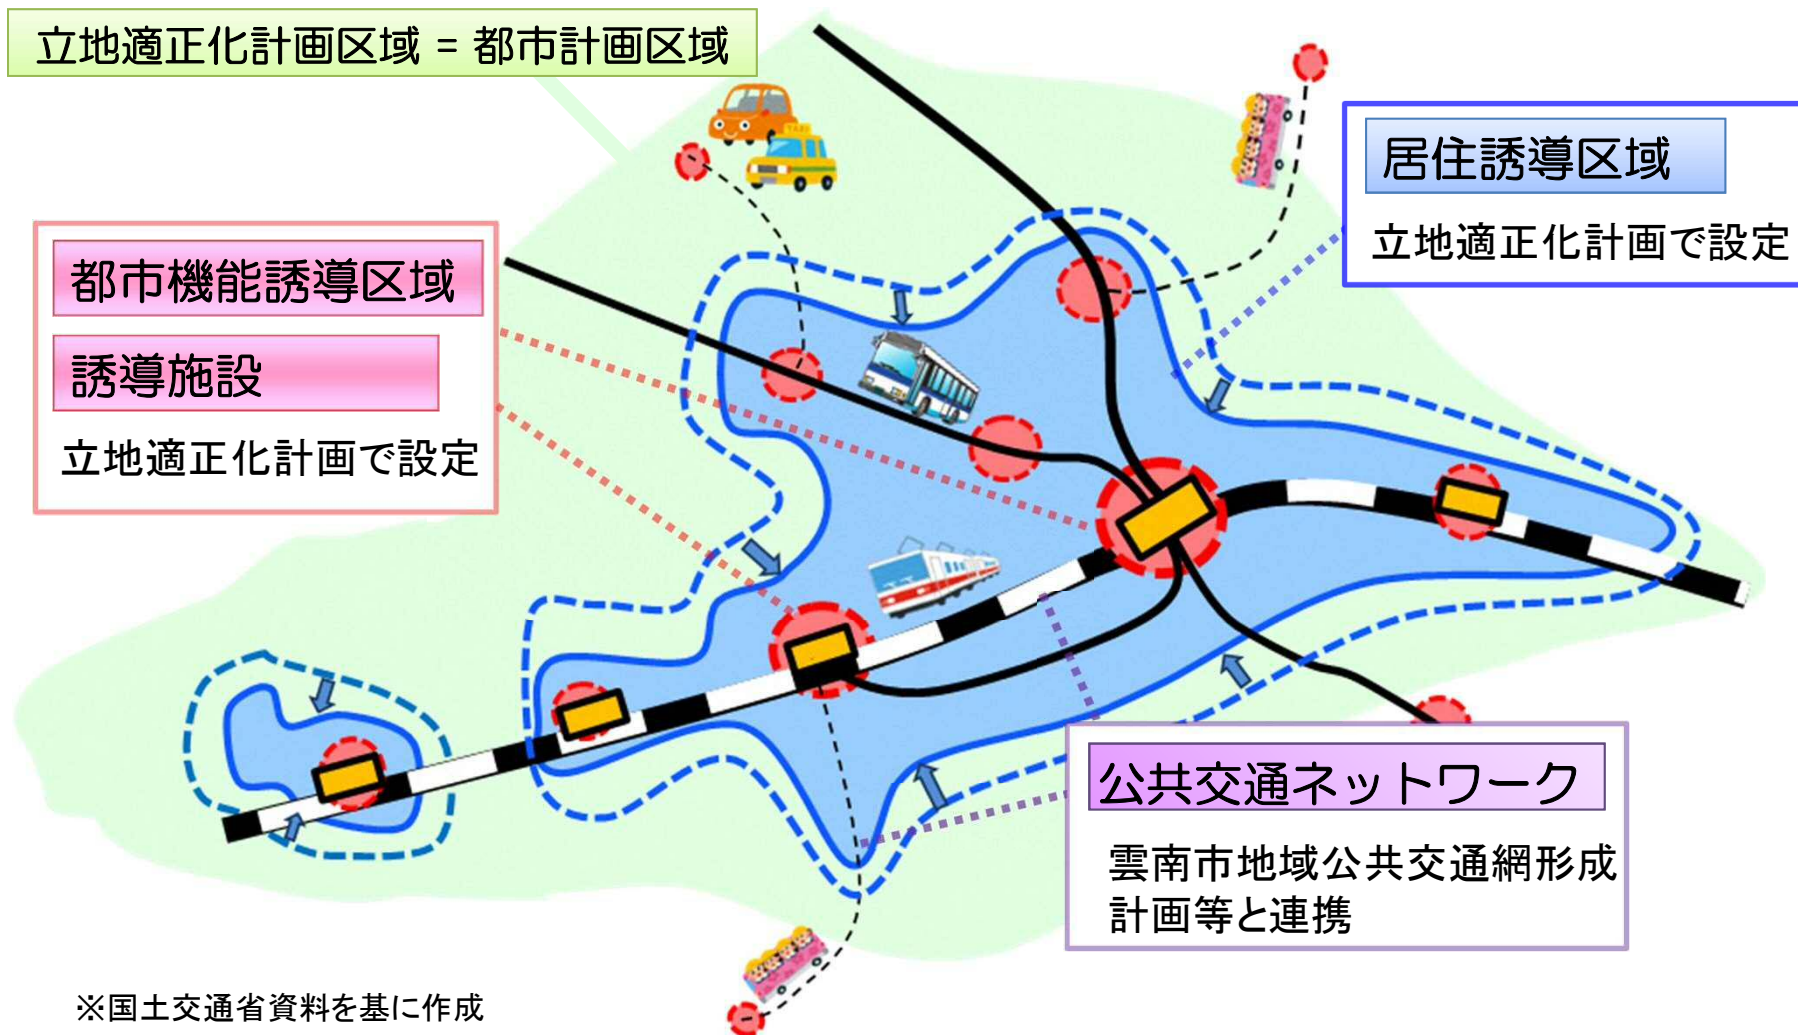 立地適正化計画区域 = 都市計画区域
居住誘導区域
立地適正化計画で設定
都市機能誘導区域
誘導施設
立地適正化計画で設定
TAXI
公共交通ネットワーク
雲南市地域公共交通網形成
計画等と連携
※国土交通省資料を基に作成